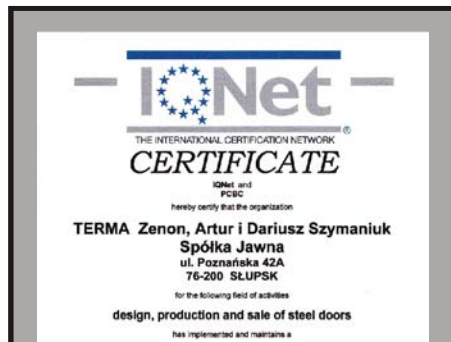 IQNet
®
THE INTERNATIONAL CERTIFICATION NETWORK
CERTIFICATE
IQNet and
PCBC
hereby certify that the organization
TERMA Zenon, Artur i Dariusz Szymaniuk
Spółka Jawna
ul. Poznańska 42A
76-200 SŁUPSK
for the following field of activities
design, production and sale of steel doors
has implemented and maintains a